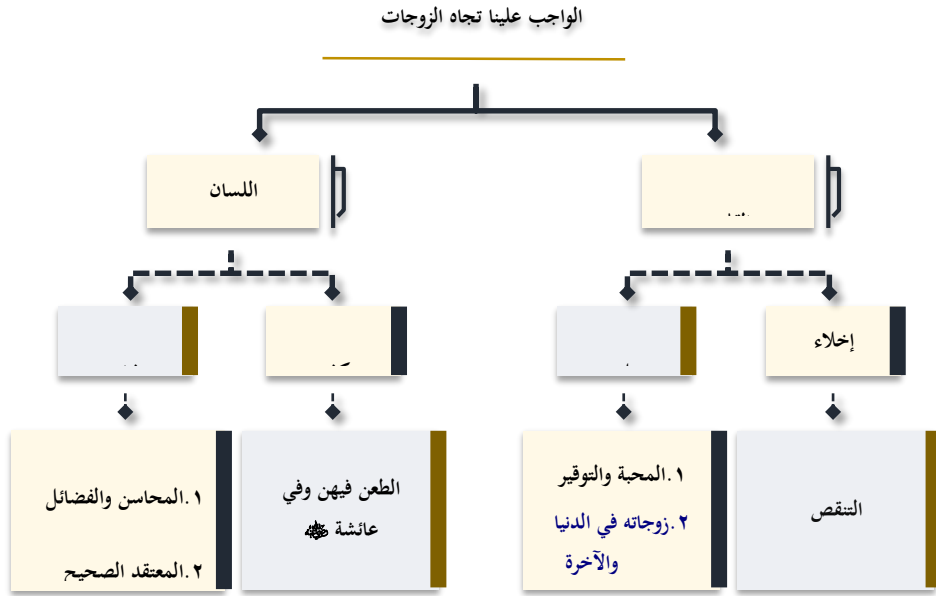 الواجب علينا تجاه الزوجات
اللسان
إخلاء
التنقص
١.المحبة والتوقير
٢.زوجاته في الدنيا
والآخرة
الطعن فيهن وفي
عائشة
١.المحاسن والفضائل
٢.المعتقد الصحيح